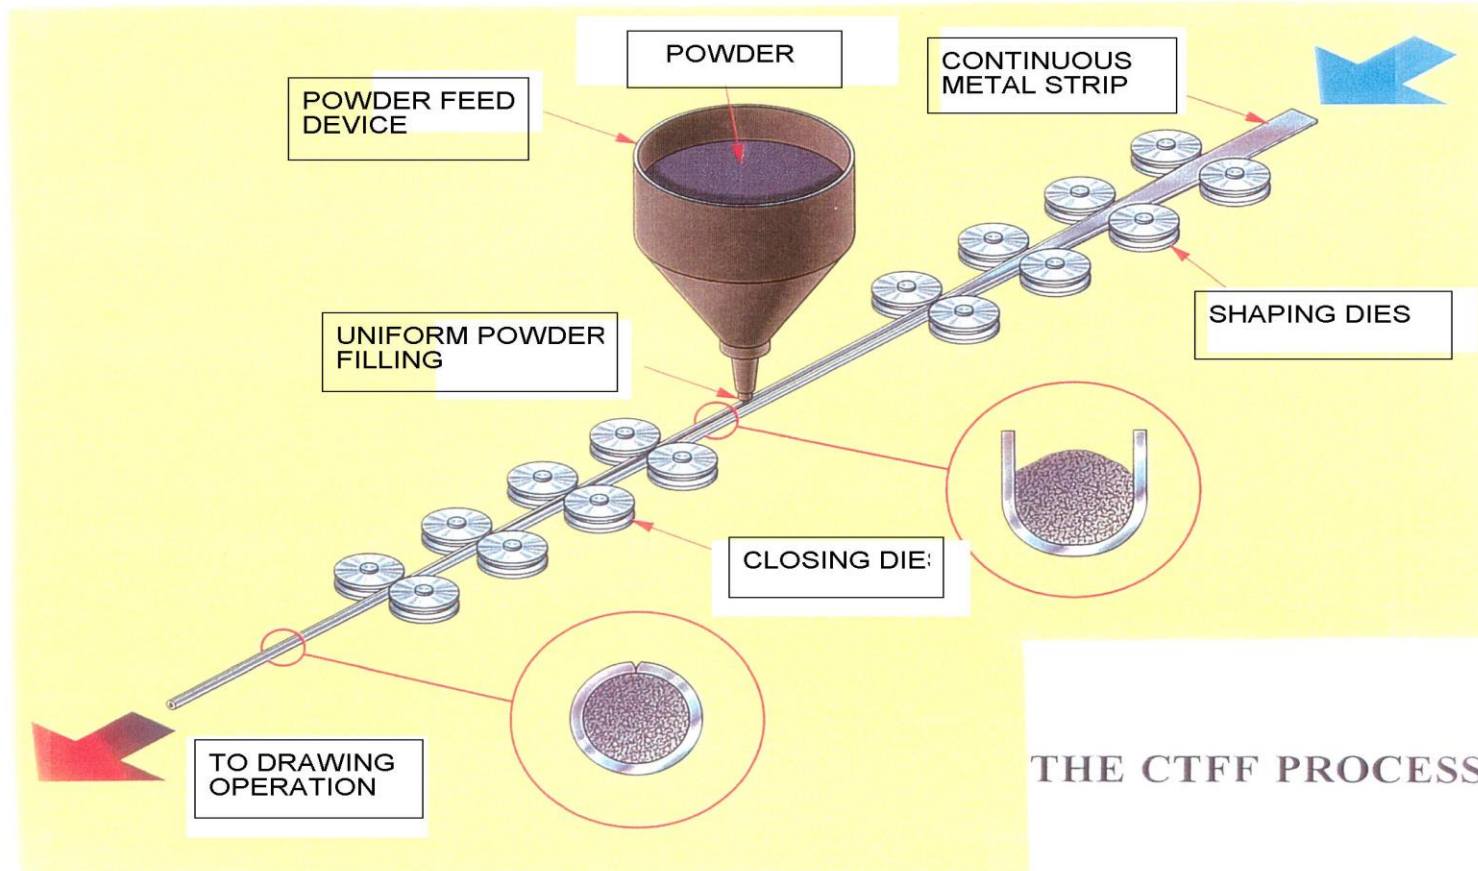 POWDER
CONTINUOUS
METAL STRIP
POWDER FEED
DEVICE
SHAPING DIES
UNIFORM POWDER
FILLING
CLOSING DIE
TO DRAWING
OPERATION
THE CTFF PROCESS